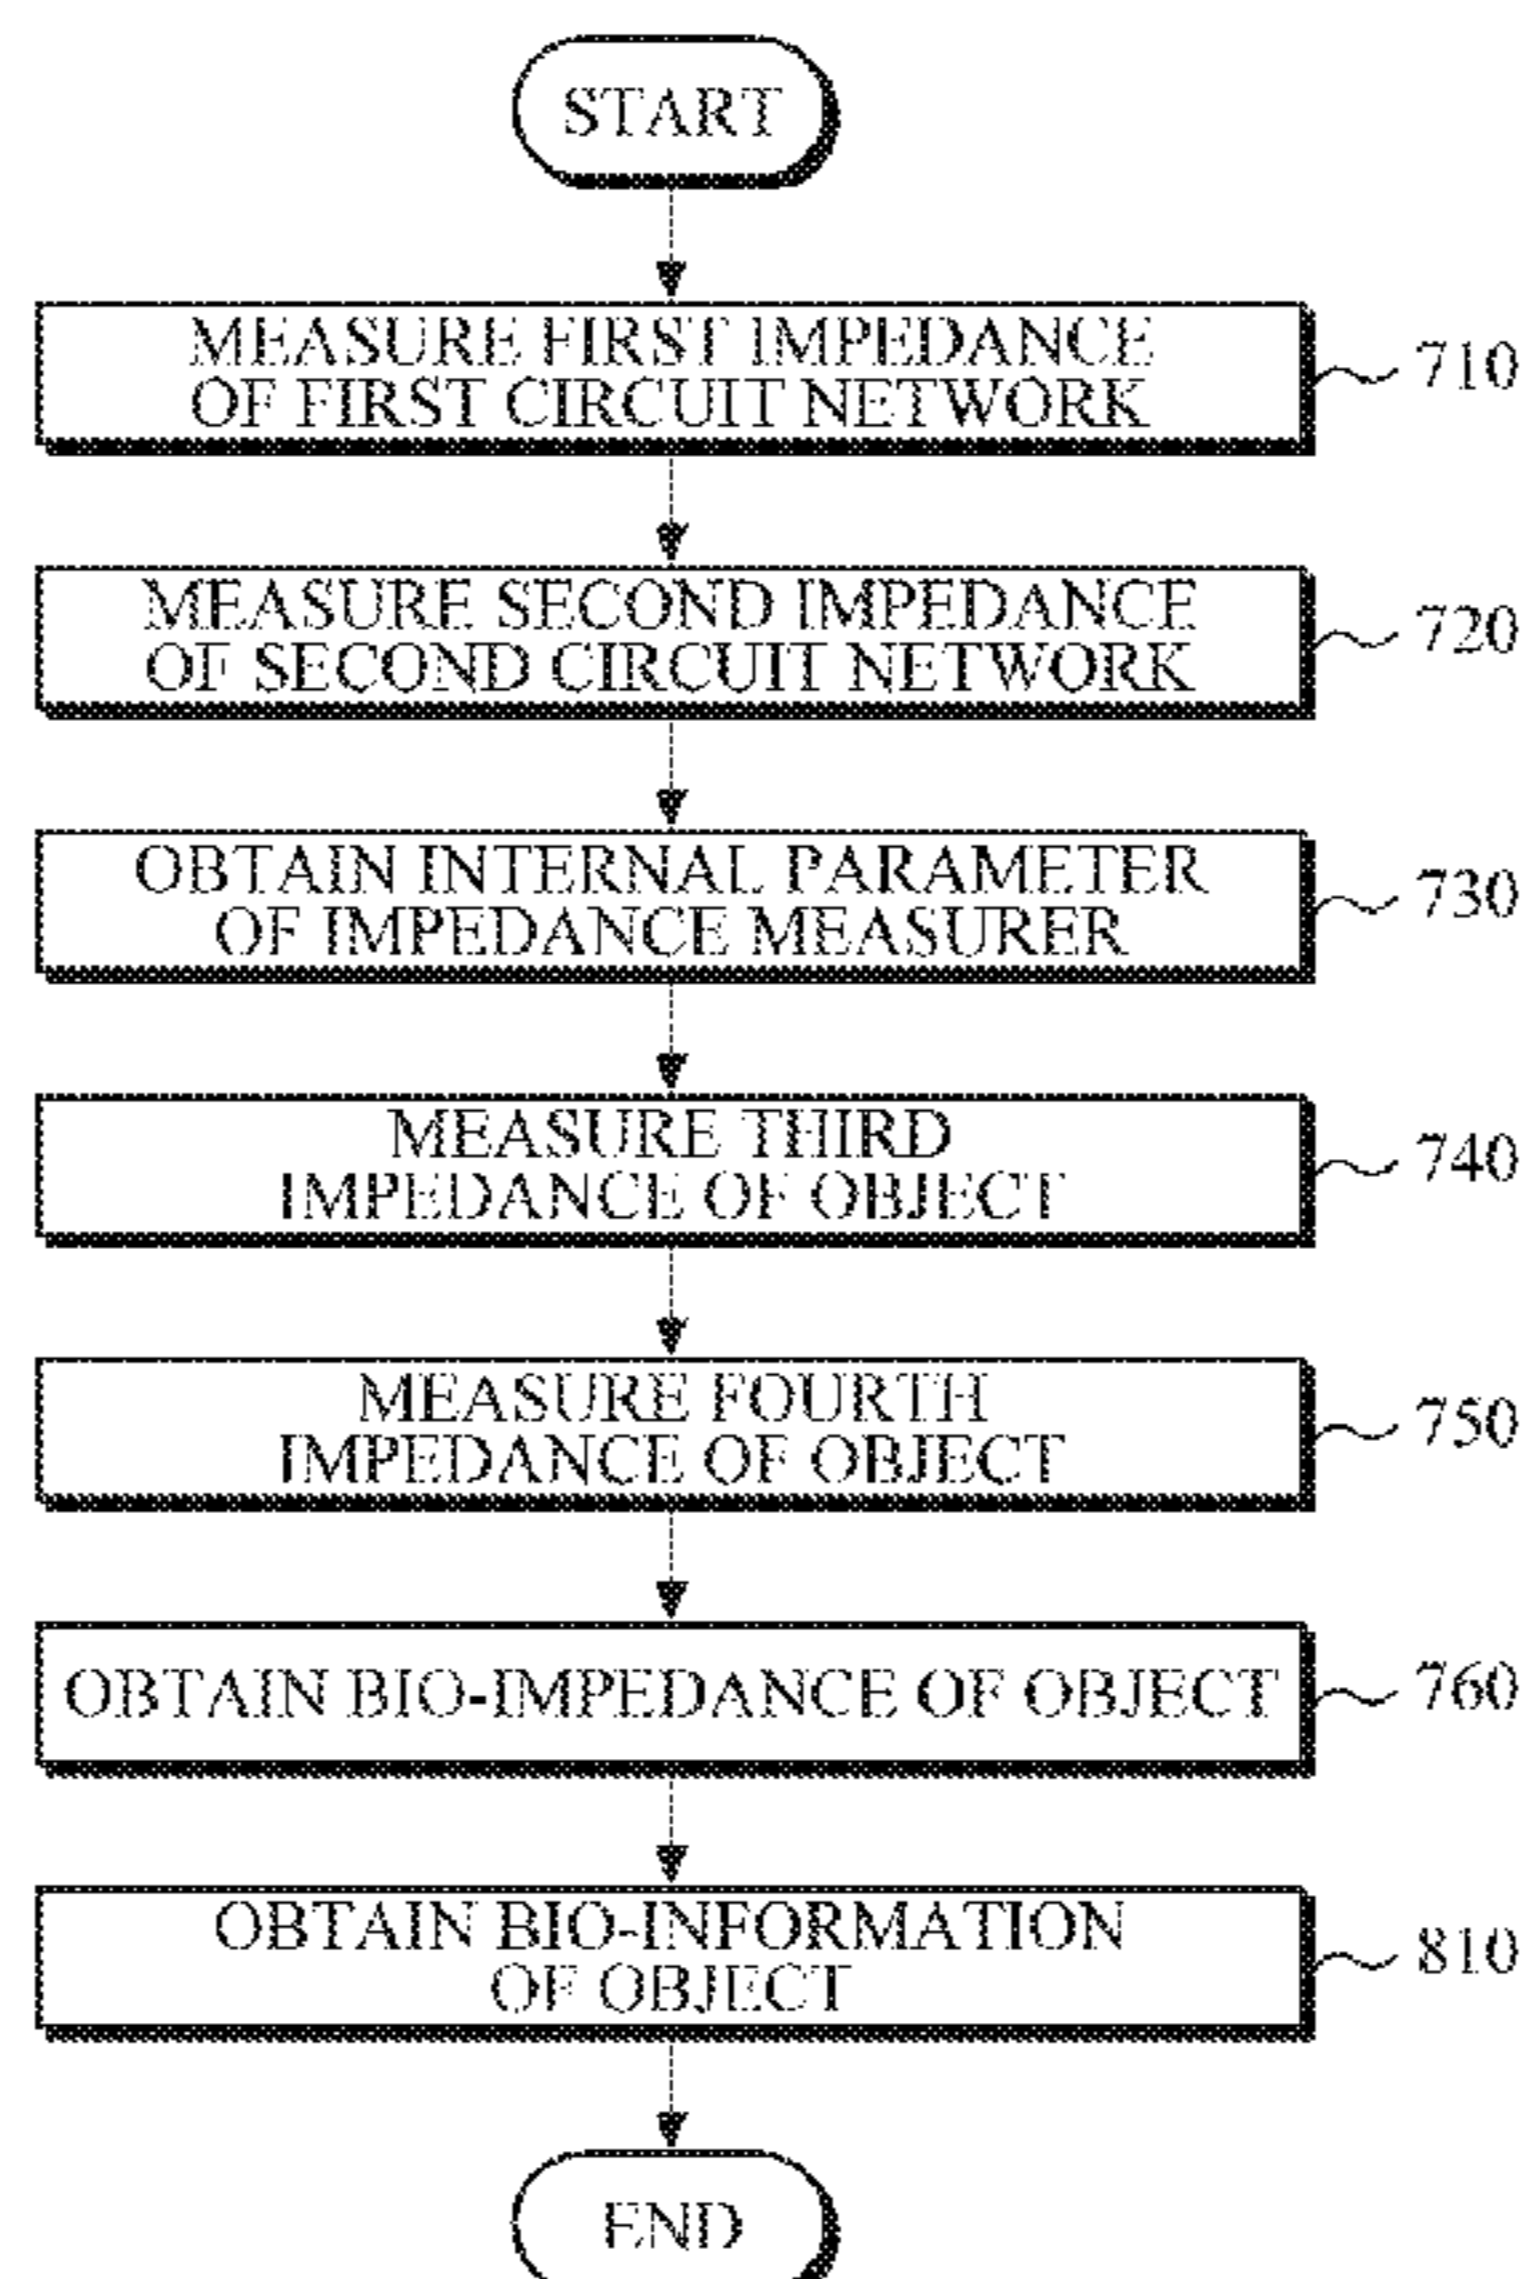 START
MEASURE FIRST IMPEDANCE
OF FIRST CIRCUIT NETWORK
710
MEASURE SECOND IMPEDANCE
OF SECOND CIRCUIT NETWORK
720
OBTAIN INTERNAL PARAMETER
OF IMPEDANCE MEASURER
730
MEASURE THIRD
IMPEDANCE OF OBJECT
740
MEASURE FOURTH
IMPEDANCE OF OBJECT
750
OBTAIN BIO-IMPEDANCE OF OBJECT
760
OBTAIN BIO-INFORMATION
OF OBJECT
810
END